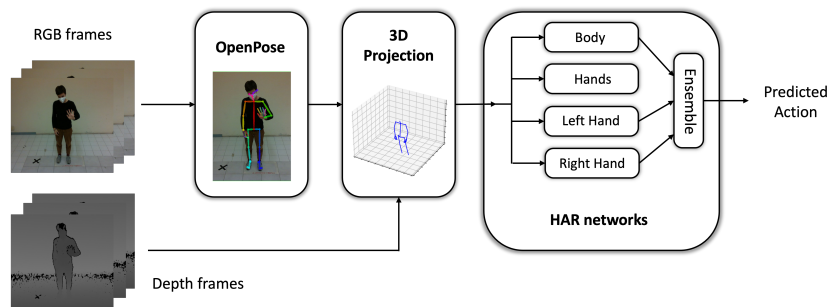 RGB frames
OpenPose
3D
Projection
Body
Hands
Left Hand
Right Hand
Ensemble
HAR networks
Predicted
Action
Depth frames